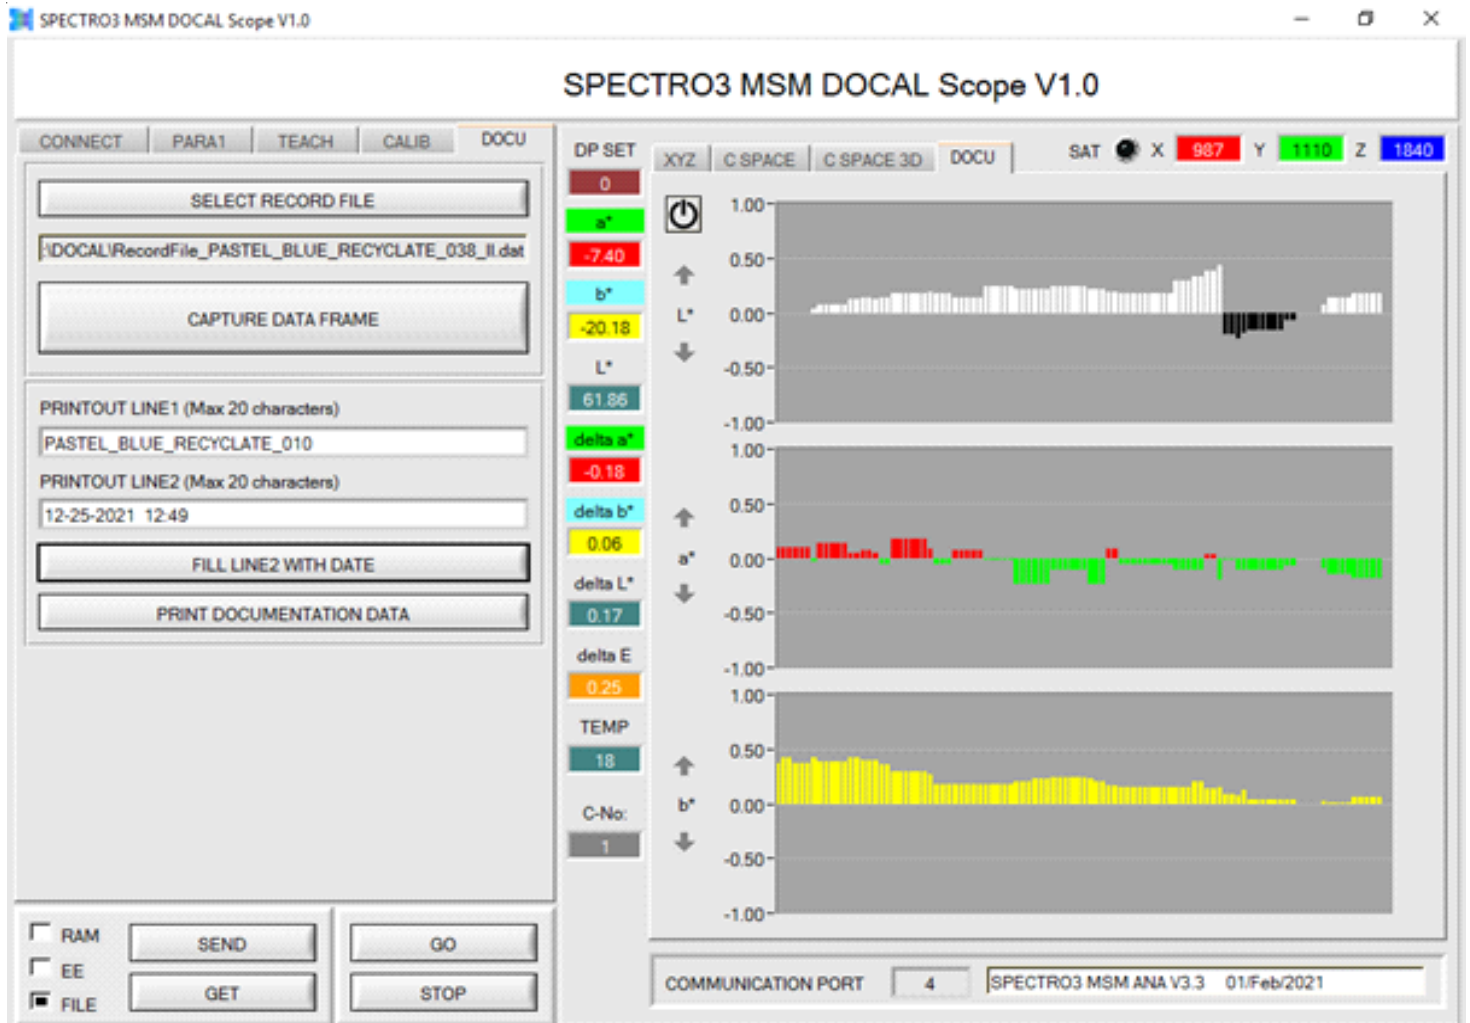 SPECTRO3 MSM DOCAL Scope V1.0
SPECTRO3 MSM DOCAL Scope V1.0
CONNECT PARA1 TEACH CALIB DOCU
SELECT RECORD FILE
:\DOCAL\RecordFile_PASTEL_BLUE_RECYCLATE_038_II.dat
CAPTURE DATA FRAME
PRINTOUT LINE1 (Max 20 characters)
PASTEL_BLUE_RECYCLATE_010
PRINTOUT LINE2 (Max 20 characters)
12-25-2021 12:49
FILL LINE2 WITH DATE
PRINT DOCUMENTATION DATA
RAM
EE
FILE
SEND
GET
GO
STOP
DP SET
0
a*
-7.40
b*
-20.18
L*
61.86
delta a*
-0.18
delta b*
0.06
delta L*
0.17
delta E
0.25
TEMP
18
C-No:
1
XYZ C SPACE C SPACE 3D DOCU
SAT X 987 Y 1110 Z 1840
L*
1.00
0.50
0.00
-0.50
-1.00
a*
1.00
0.50
0.00
-0.50
-1.00
b*
1.00
0.50
0.00
-0.50
-1.00
COMMUNICATION PORT 4 SPECTRO3 MSM ANA V3.3 01/Feb/2021